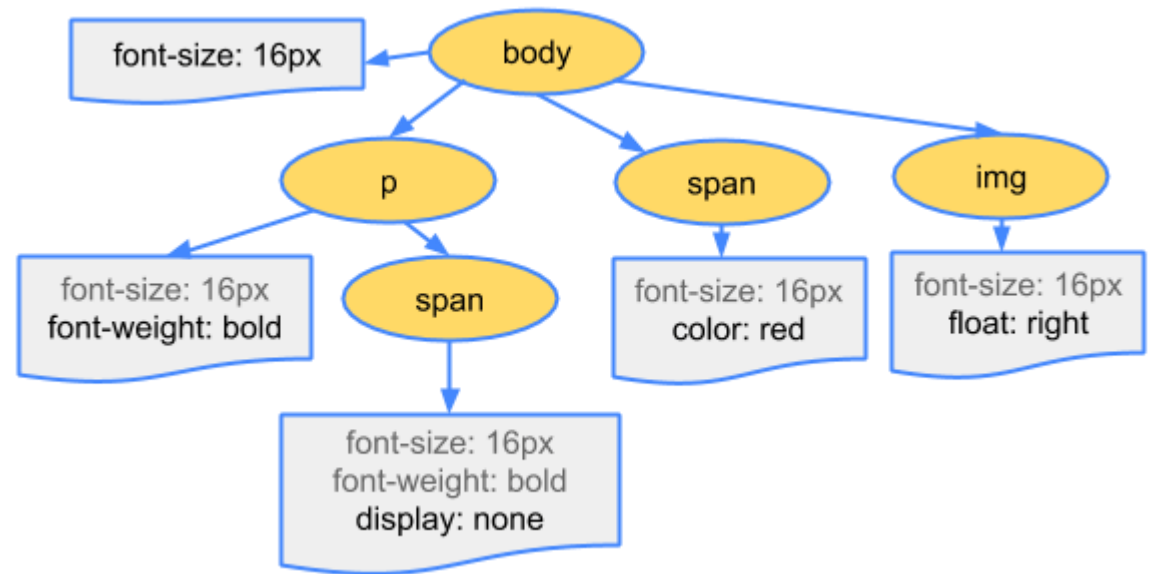 body
font-size: 16px
p
span
img
font-size: 16px
font-weight: bold
span
font-size: 16px
color: red
font-size: 16px
float: right
font-size: 16px
font-weight: bold
display: none